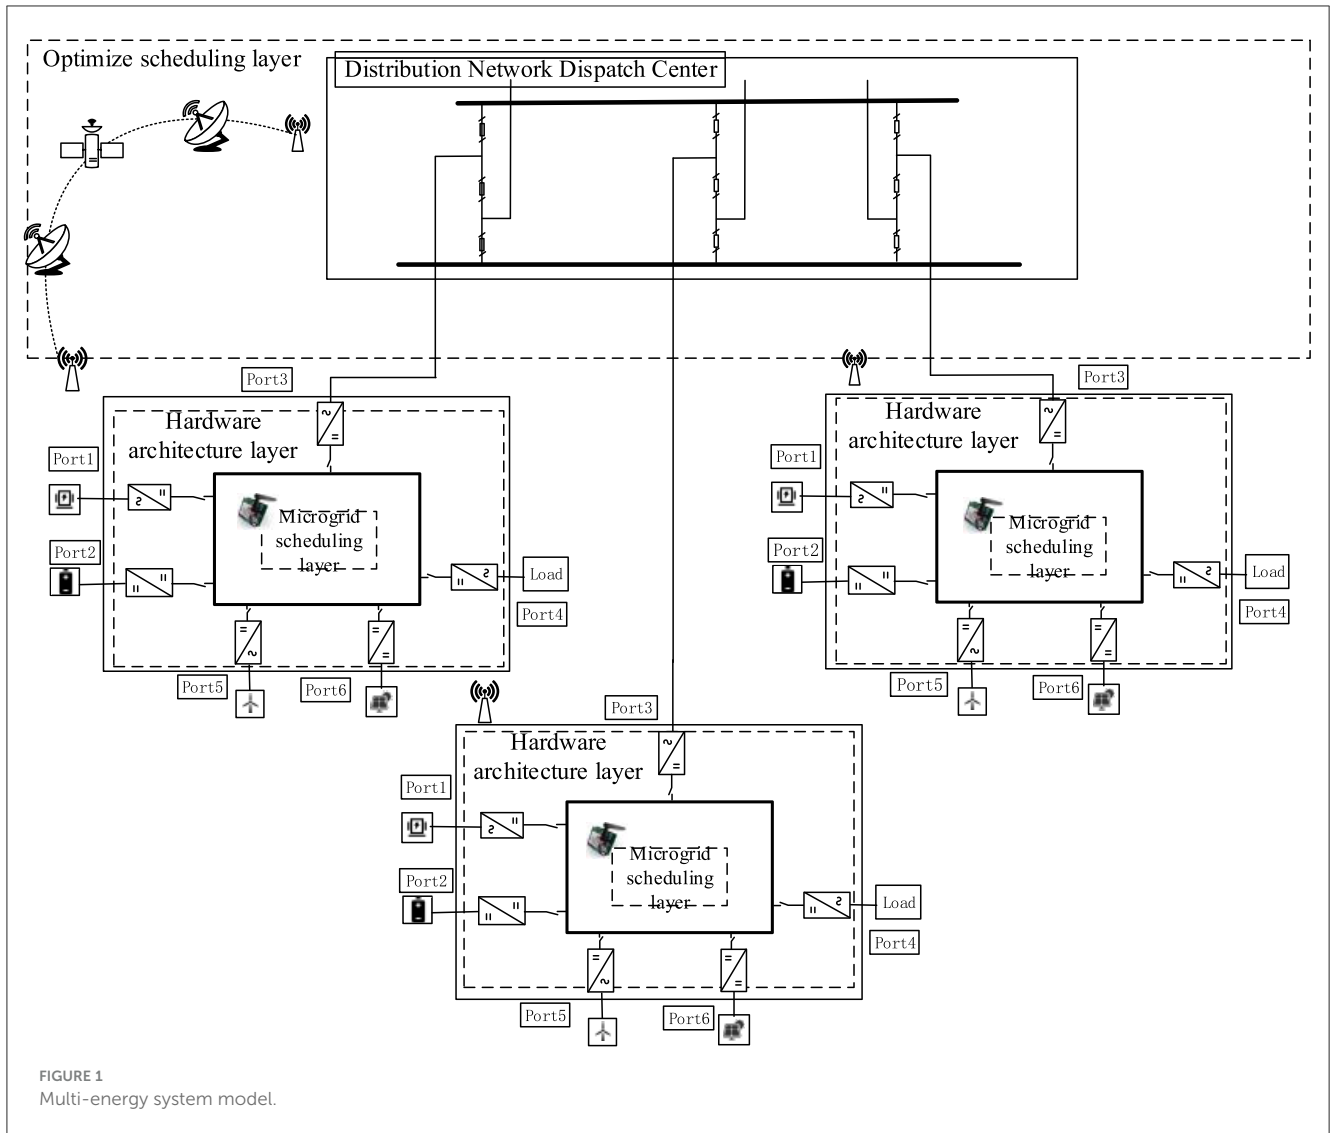 Optimize scheduling layer
Distribution Network Dispatch Center
Port3
Hardware
architecture layer
Port1
Port2
Microgrid
scheduling
layer
Load
Port4
Port5
Port6
Port3
Hardware
architecture layer
Port1
Port2
Microgrid
scheduling
layer
Load
Port4
Port5
Port6
Port3
Hardware
architecture layer
Port1
Port2
Microgrid
scheduling
layer
Load
Port4
Port5
Port6
FIGURE 1
Multi-energy system model.